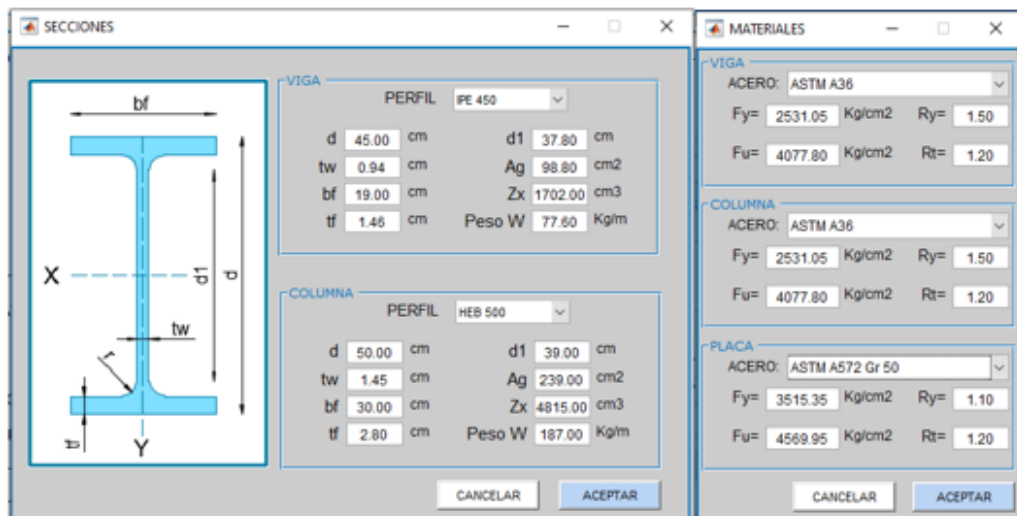 SECCIONES
bf
X
d1
d
tw
r
tf
Y
VIGA
PERFIL IPE 450
d 45.00 cm d1 37.80 cm
tw 0.94 cm Ag 98.80 cm2
bf 19.00 cm Zx 1702.00 cm3
tf 1.46 cm Peso W 77.60 Kg/m
COLUMNA
PERFIL HEB 500
d 50.00 cm d1 39.00 cm
tw 1.45 cm Ag 239.00 cm2
bf 30.00 cm Zx 4815.00 cm3
tf 2.80 cm Peso W 187.00 Kg/m
CANCELAR ACEPTAR
MATERIALES
VIGA
ACERO: ASTM A36
Fy= 2531.05 Kg/cm2 Ry= 1.50
Fu= 4077.80 Kg/cm2 Rt= 1.20
COLUMNA
ACERO: ASTM A36
Fy= 2531.05 Kg/cm2 Ry= 1.50
Fu= 4077.80 Kg/cm2 Rt= 1.20
PLACA
ACERO: ASTM A572 Gr 50
Fy= 3515.35 Kg/cm2 Ry= 1.10
Fu= 4569.95 Kg/cm2 Rt= 1.20
CANCELAR ACEPTAR